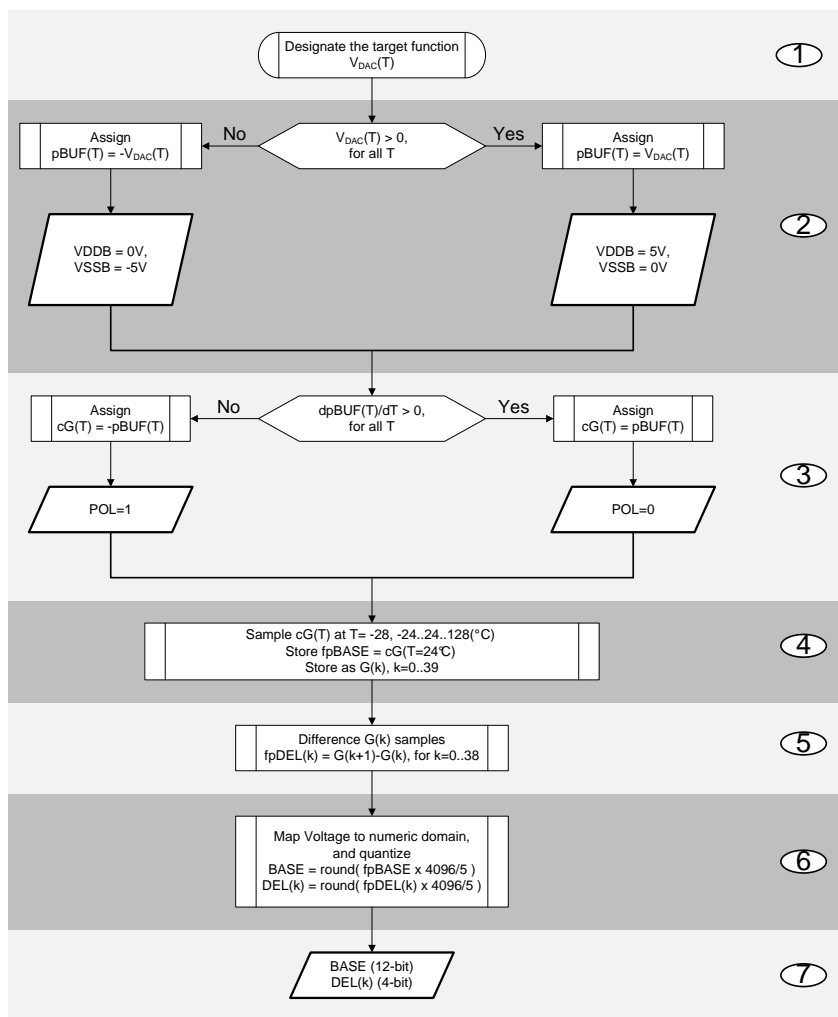 Designate the target function
VDAC(T)
1
No
VDAC(T) > 0,
for all T
Yes
Assign
pBUF(T) = -VDAC(T)
Assign
pBUF(T) = VDAC(T)
VDDB = 0V,
VSSB = -5V
VDDB = 5V,
VSSB = 0V
2
No
dpBUF(T)/dT > 0,
for all T
Yes
Assign
cG(T) = -pBUF(T)
Assign
cG(T) = pBUF(T)
POL=1
POL=0
3
Sample cG(T) at T= -28, -24..24..128(°C)
Store fpBASE = cG(T=24°C)
Store as G(k), k=0..39
4
Difference G(k) samples
fpDEL(k) = G(k+1)-G(k), for k=0..38
5
Map Voltage to numeric domain,
and quantize
BASE = round( fpBASE x 4096/5 )
DEL(k) = round( fpDEL(k) x 4096/5 )
6
BASE (12-bit)
DEL(k) (4-bit)
7